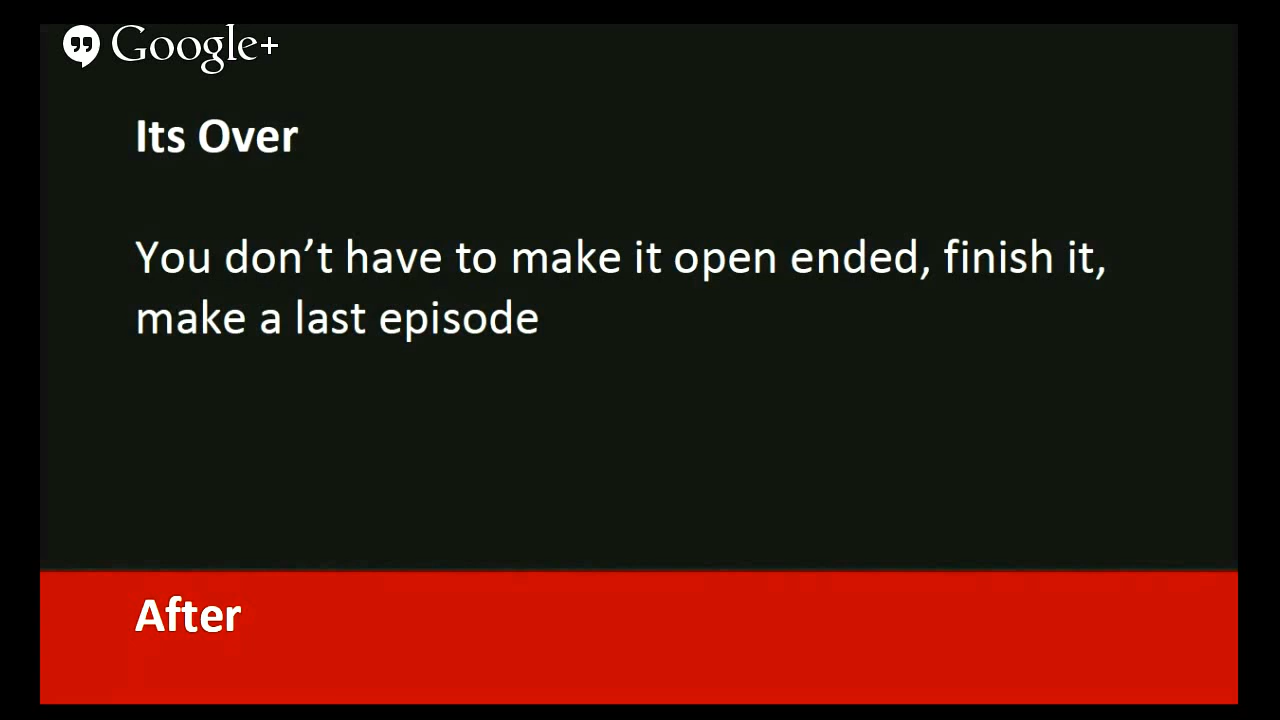 Google+
Its Over
You don’t have to make it open ended, finish it,
make a last episode
After